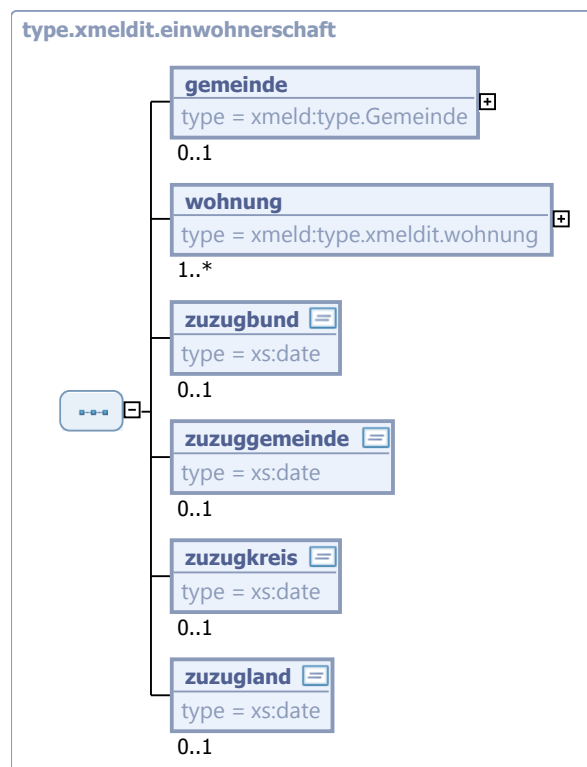 type.xmeldit.einwohnerschaft
gemeinde
type = xmeld:type.Gemeinde
0..1
wohnung
type = xmeld:type.xmeldit.wohnung
1..*
zuzugbund
type = xs:date
0..1
zuzuggemeinde
type = xs:date
0..1
zuzugkreis
type = xs:date
0..1
zuzugland
type = xs:date
0..1